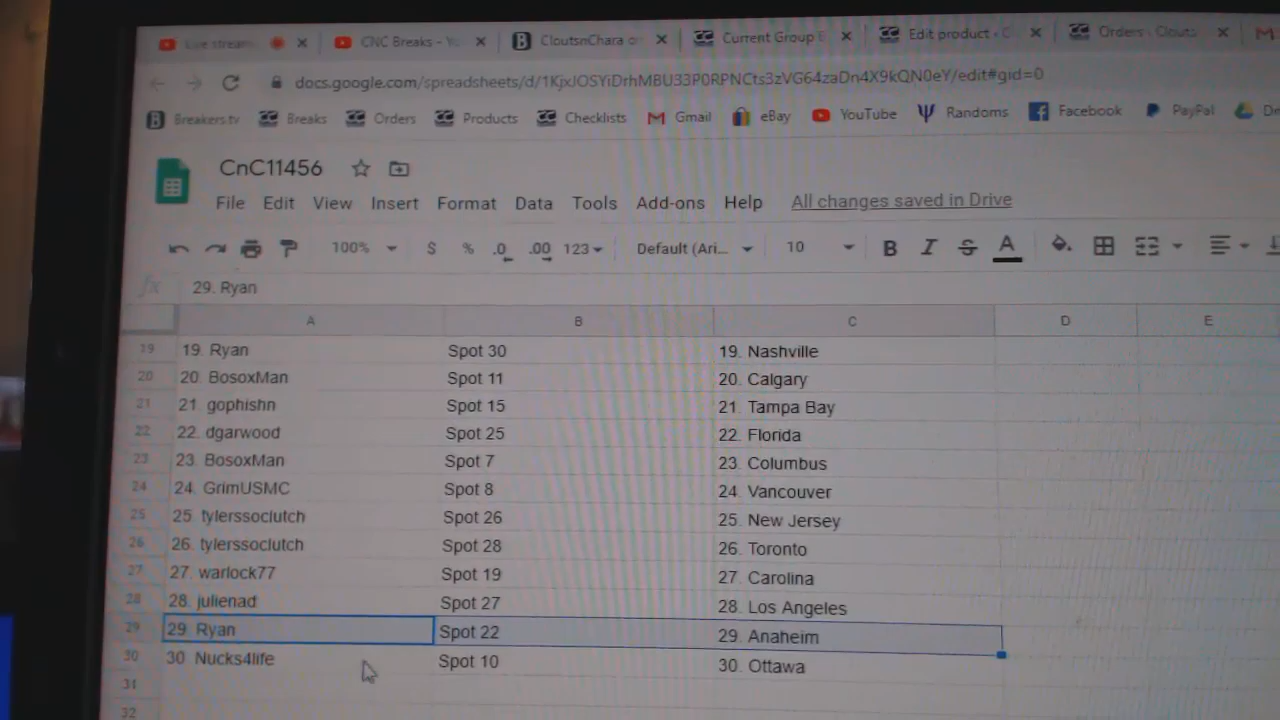 Live stream
CNC Breaks - Yo
CloutsnChara o
Current Group E
Edit product - C
Orders - Clouts
docs.google.com/spreadsheets/d/1KjxJOSYiDrhMBU33P0RPNCts3zVG64zaDn4X9kQN0eY/edit#gid=0
Breakers.tv Breaks Orders Products Checklists Gmail eBay YouTube Randoms Facebook PayPal
CnC11456
File Edit View Insert Format Data Tools Add-ons Help All changes saved in Drive
100% $ % .0 .00 123 Default (Ari... 10 B I S A
fx 29. Ryan
A B C D E
19 19. Ryan Spot 30 19. Nashville
20 20. BosoxMan Spot 11 20. Calgary
21 21. gophishn Spot 15 21. Tampa Bay
22 22. dgarwood Spot 25 22. Florida
23 23. BosoxMan Spot 7 23. Columbus
24 24. GrimUSMC Spot 8 24. Vancouver
25 25. tylerssoclutch Spot 26 25. New Jersey
26 26. tylerssoclutch Spot 28 26. Toronto
27 27. warlock77 Spot 19 27. Carolina
28 28. julienad Spot 27 28. Los Angeles
29 29. Ryan Spot 22 29. Anaheim
30 30. Nucks4life Spot 10 30. Ottawa
31
32